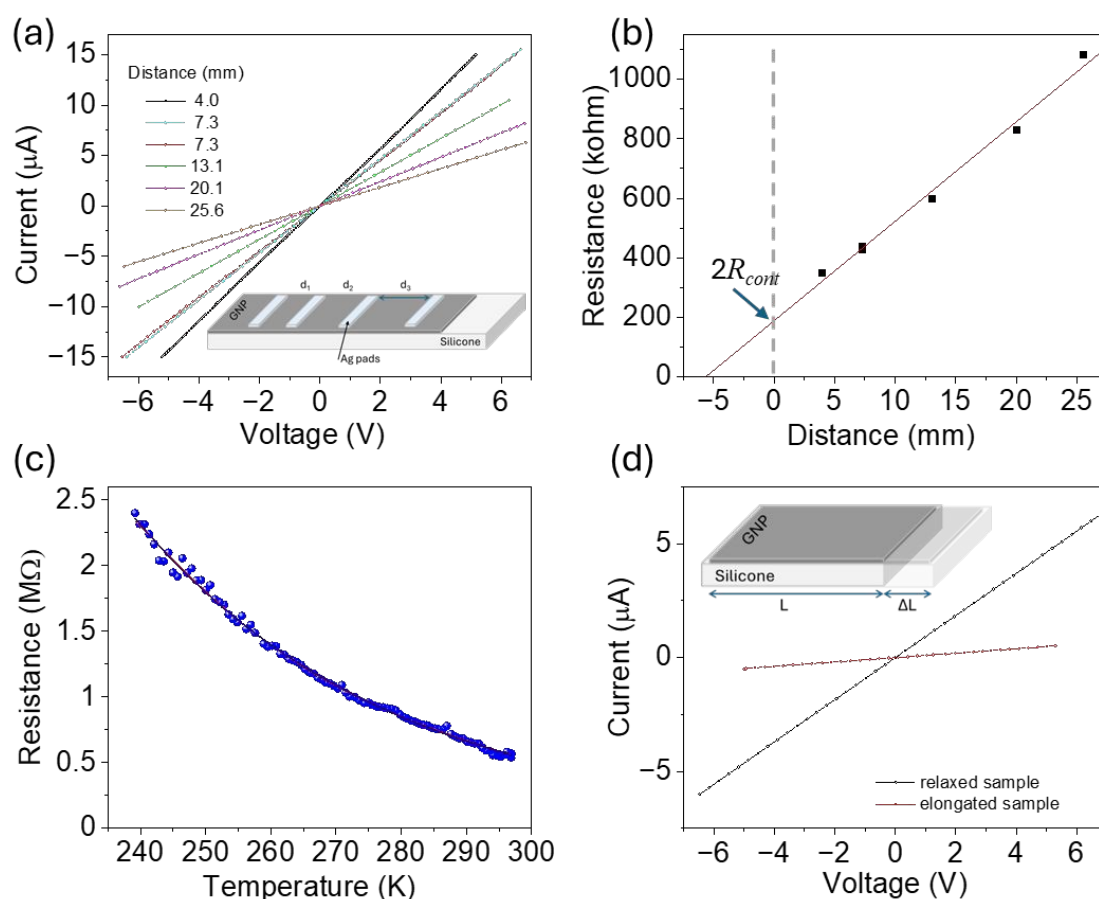 (a)
Current (μA)
15
10
5
0
−5
−10
−15
Distance (mm)
4.0
7.3
7.3
13.1
20.1
25.6
GNP
d₁
d₂
d₃
Silicone
Ag pads
−6
−4
−2
0
2
4
6
Voltage (V)
(b)
Resistance (kohm)
1000
800
600
400
200
0
2R_cont
−5
0
5
10
15
20
25
Distance (mm)
(c)
Resistance (MΩ)
2.5
2
1.5
1
0.5
0
240
250
260
270
280
290
300
Temperature (K)
(d)
Current (μA)
5
0
−5
GNP
Silicone
L
ΔL
relaxed sample
elongated sample
−6
−4
−2
0
2
4
6
Voltage (V)